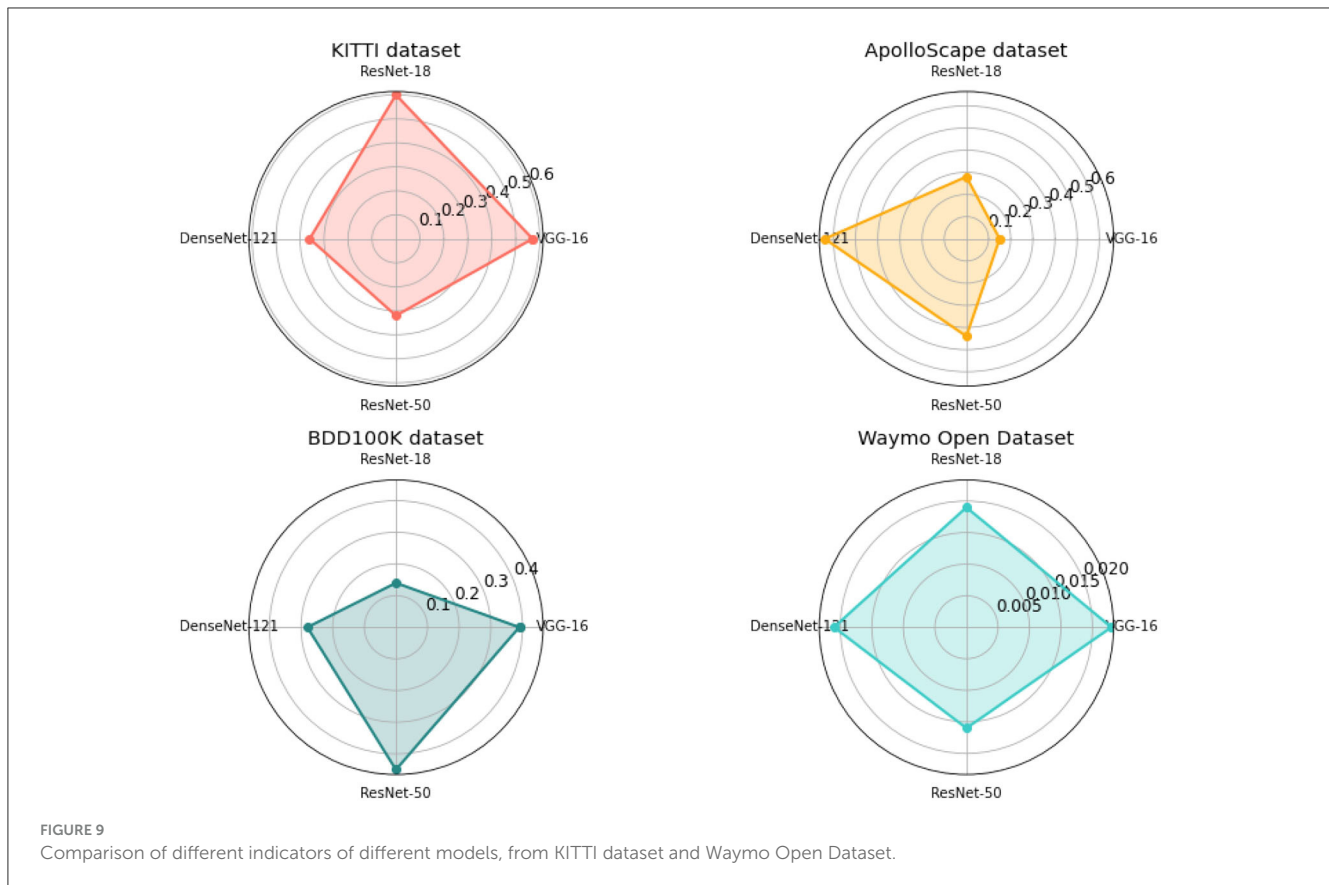 KITTI dataset
ResNet-18
0.6
0.5
0.4
0.3
0.2
0.1
DenseNet-121
VGG-16
ResNet-50
ApolloScape dataset
ResNet-18
0.6
0.5
0.4
0.3
0.2
0.1
DenseNet-121
VGG-16
ResNet-50
BDD100K dataset
ResNet-18
0.4
0.3
0.2
0.1
DenseNet-121
VGG-16
ResNet-50
Waymo Open Dataset
ResNet-18
0.020
0.015
0.010
0.005
DenseNet-121
VGG-16
ResNet-50
FIGURE 9
Comparison of different indicators of different models, from KITTI dataset and Waymo Open Dataset.